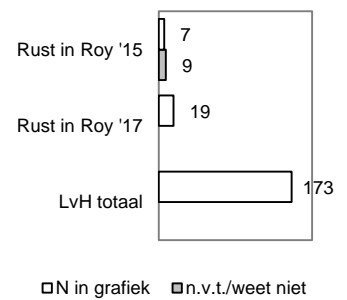 Rust in Roy '15
7
9
Rust in Roy '17
19
LvH totaal
173
N in grafiek n.v.t./weet niet